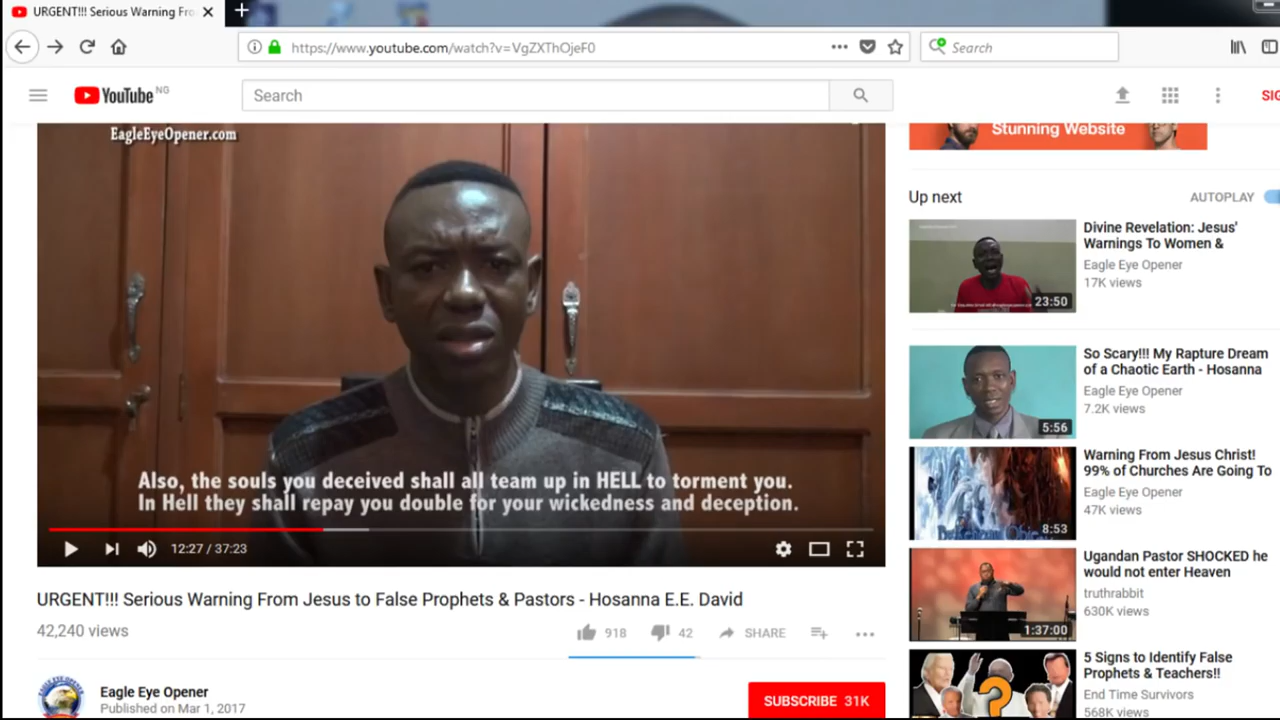 URGENT!!! Serious Warning Fro
https://www.youtube.com/watch?v=VgZXThOjeF0
Search
YouTube NG
Search
SIG
EagleEyeOpener.com
Also, the souls you deceived shall all team up in HELL to torment you.
In Hell they shall repay you double for your wickedness and deception.
12:27 / 37:23
URGENT!!! Serious Warning From Jesus to False Prophets & Pastors - Hosanna E.E. David
42,240 views
918
42
SHARE
Eagle Eye Opener
Published on Mar 1, 2017
SUBSCRIBE 31K
Stunning Website
Up next
AUTOPLAY
23:50
Divine Revelation: Jesus'
Warnings To Women &
Eagle Eye Opener
17K views
5:56
So Scary!!! My Rapture Dream
of a Chaotic Earth - Hosanna
Eagle Eye Opener
7.2K views
8:53
Warning From Jesus Christ!
99% of Churches Are Going To
Eagle Eye Opener
47K views
1:37:00
Ugandan Pastor SHOCKED he
would not enter Heaven
truthrabbit
630K views
5 Signs to Identify False
Prophets & Teachers!!
End Time Survivors
568K views